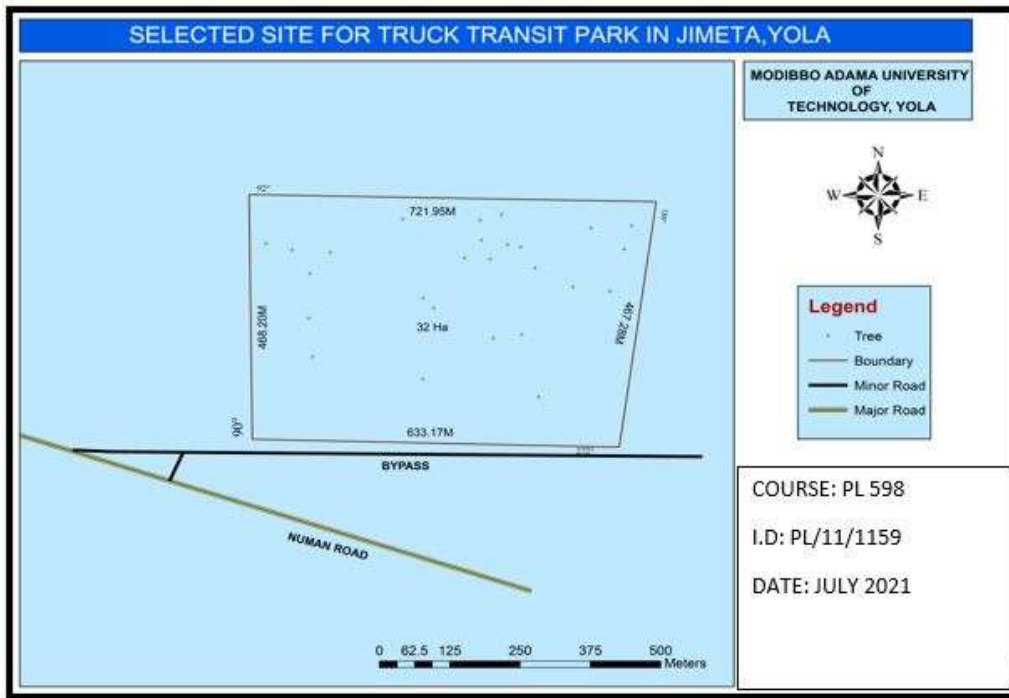 SELECTED SITE FOR TRUCK TRANSIT PARK IN JIMETA,YOLA
MODIBBO ADAMA UNIVERSITY
OF
TECHNOLOGY, YOLA
N
W E
S
721.95M
468.20M
32 Ha
467.28M
90°
633.17M
BYPASS
NUMAN ROAD
Legend
Tree
Boundary
Minor Road
Major Road
COURSE: PL 598
I.D: PL/11/1159
DATE: JULY 2021
0 62.5 125 250 375 500
Meters